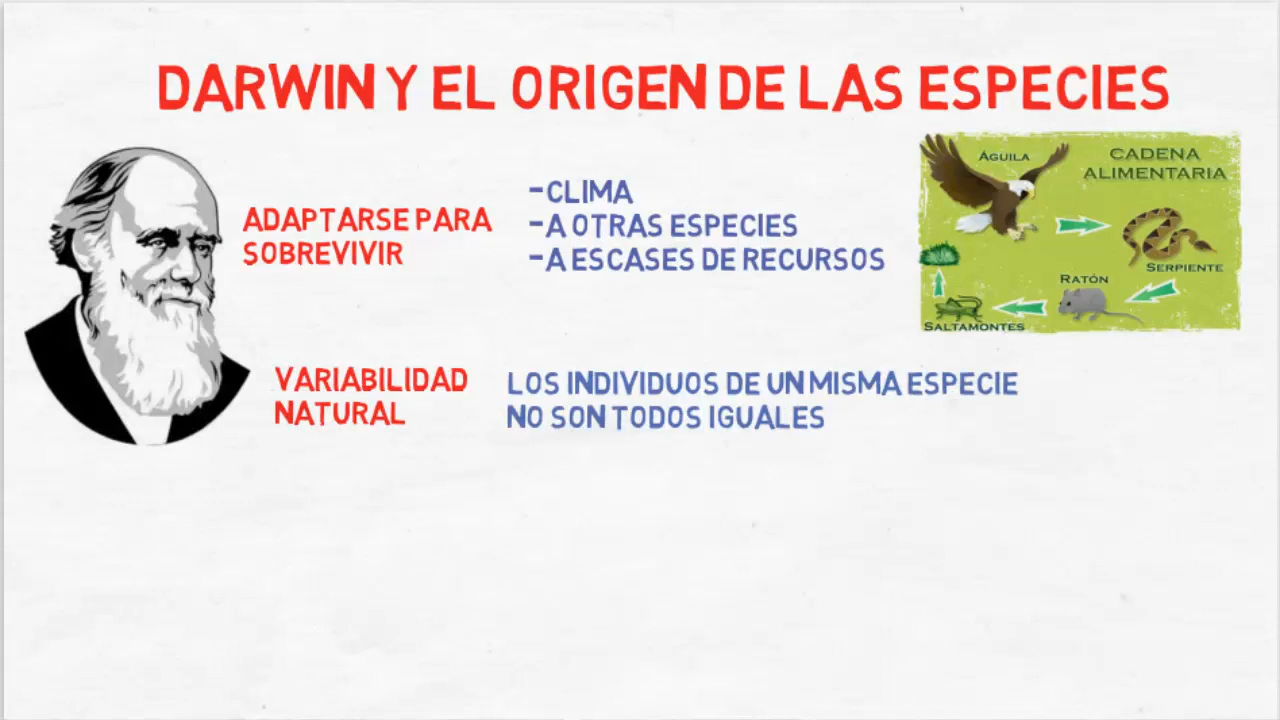 DARWIN Y EL ORIGEN DE LAS ESPECIES
ADAPTARSE PARA
SOBREVIVIR
-CLIMA
-A OTRAS ESPECIES
-A ESCASES DE RECURSOS
ÁGUILA
CADENA
ALIMENTARIA
SERPIENTE
RATÓN
SALTAMONTES
VARIABILIDAD
NATURAL
LOS INDIVIDUOS DE UN MISMA ESPECIE
NO SON TODOS IGUALES